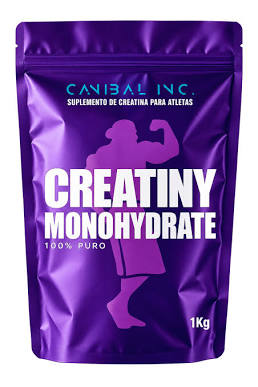 CANIBAL INC.
SUPLEMENTO DE CREATINA PARA ATLETAS
CREATINY
MONOHYDRATE
100% PURO
1Kg